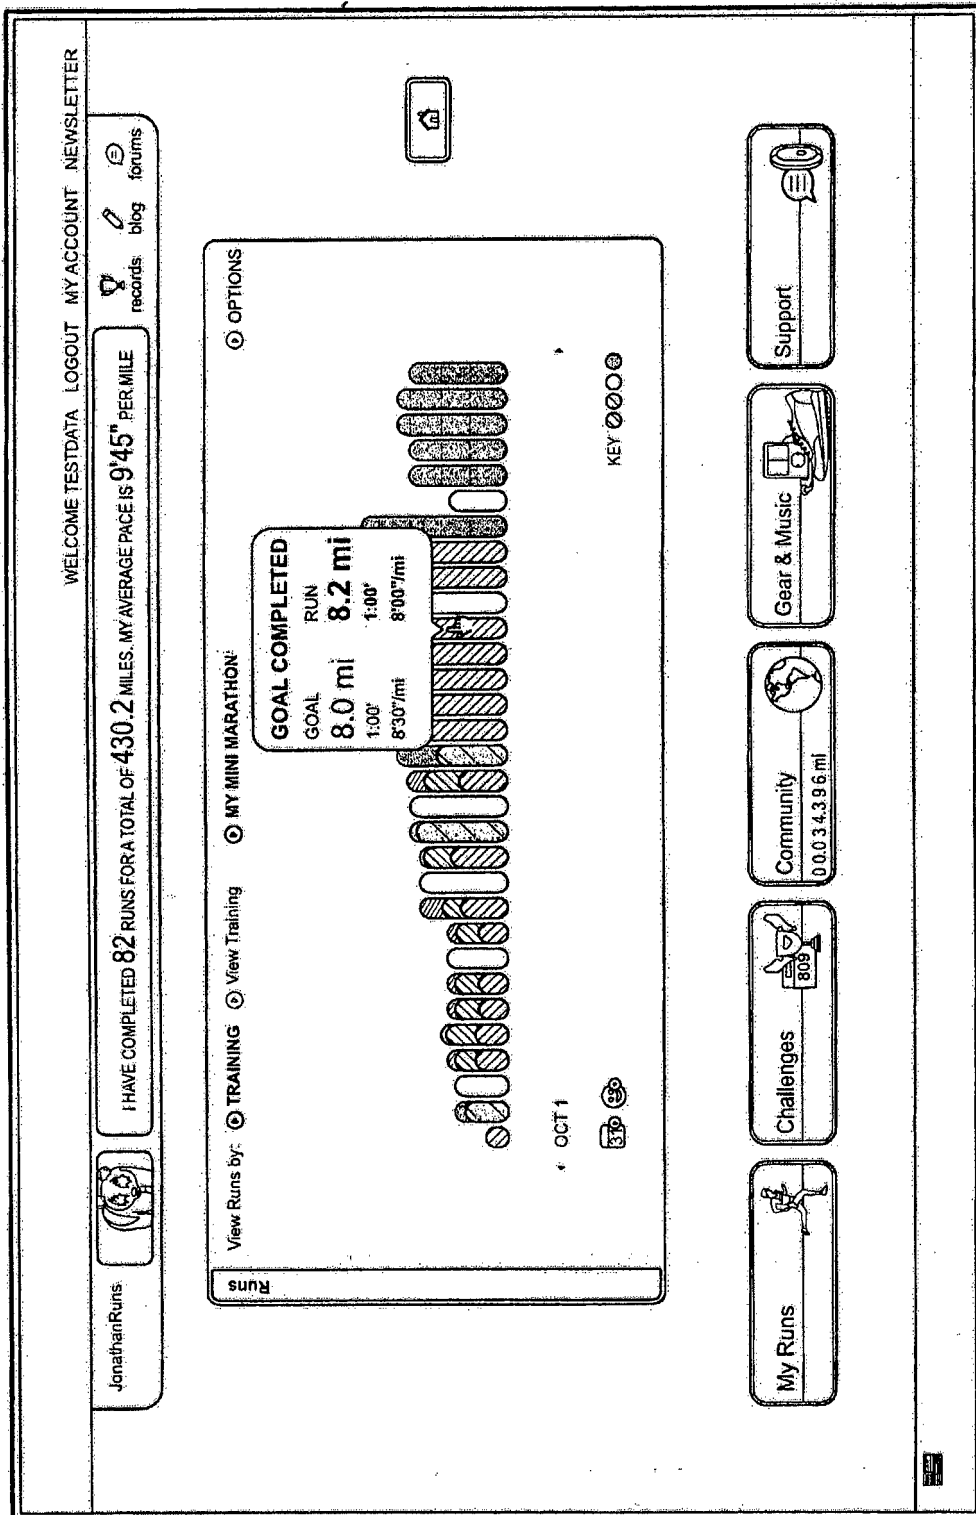 WELCOME TESTDATA LOGOUT MY ACCOUNT NEWSLETTER
JonathanRuns
I HAVE COMPLETED 82 RUNS FOR A TOTAL OF 430.2 MILES. MY AVERAGE PACE IS 9'45" PER MILE
records blog forums
Runs
View Runs by: TRAINING View Training MY MINI MARATHON OPTIONS
GOAL COMPLETED
GOAL RUN
8.0 mi 8.2 mi
1:00' 1:00'
8'30"/mi 8'00"/mi
OCT 1
31 KEY
My Runs Challenges Community Gear & Music Support
809
0 0.0 3 4.3 9 6 mi